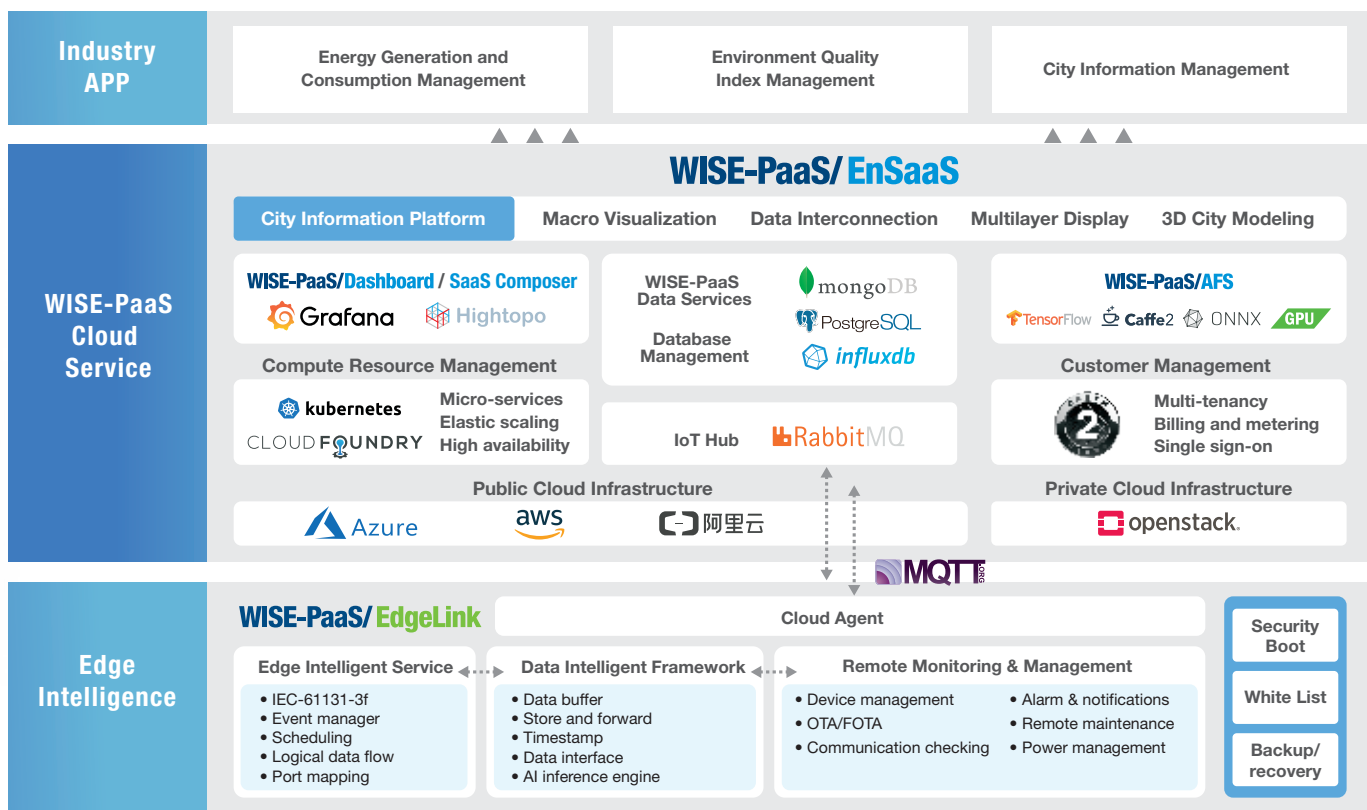 Industry
APP
Energy Generation and
Consumption Management
Environment Quality
Index Management
City Information Management
WISE-PaaS
Cloud
Service
WISE-PaaS/EnSaaS
City Information Platform
Macro Visualization
Data Interconnection
Multilayer Display
3D City Modeling
WISE-PaaS/Dashboard / SaaS Composer
Grafana
Hightopo
WISE-PaaS
Data Services
Database
Management
mongoDB
PostgreSQL
influxdb
WISE-PaaS/AFS
TensorFlow
Caffe2
ONNX
GPU
Compute Resource Management
kubernetes
CLOUD FOUNDRY
Micro-services
Elastic scaling
High availability
IoT Hub
RabbitMQ
Customer Management
2
Multi-tenancy
Billing and metering
Single sign-on
Public Cloud Infrastructure
Azure
aws
阿里云
Private Cloud Infrastructure
openstack.
MQTT.ORG
Edge
Intelligence
WISE-PaaS/EdgeLink
Cloud Agent
Edge Intelligent Service
• IEC-61131-3f
• Event manager
• Scheduling
• Logical data flow
• Port mapping
Data Intelligent Framework
• Data buffer
• Store and forward
• Timestamp
• Data interface
• AI inference engine
Remote Monitoring & Management
• Device management
• OTA/FOTA
• Communication checking
• Alarm & notifications
• Remote maintenance
• Power management
Security
Boot
White List
Backup/
recovery